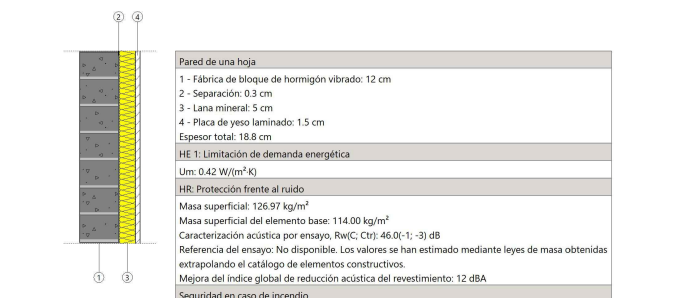 2 4
Pared de una hoja
1 - Fábrica de bloque de hormigón vibrado: 12 cm
2 - Separación: 0.3 cm
3 - Lana mineral: 5 cm
4 - Placa de yeso laminado: 1.5 cm
Espesor total: 18.8 cm
HE 1: Limitación de demanda energética
Um: 0.42 W/(m²·K)
HR: Protección frente al ruido
Masa superficial: 126.97 kg/m²
Masa superficial del elemento base: 114.00 kg/m²
Caracterización acústica por ensayo, Rw(C; Ctr): 46.0(-1; -3) dB
Referencia del ensayo: No disponible. Los valores se han estimado mediante leyes de masa obtenidas
extrapolando el catálogo de elementos constructivos.
Mejora del índice global de reducción acústica del revestimiento: 12 dBA
Seguridad en caso de incendio
1 3